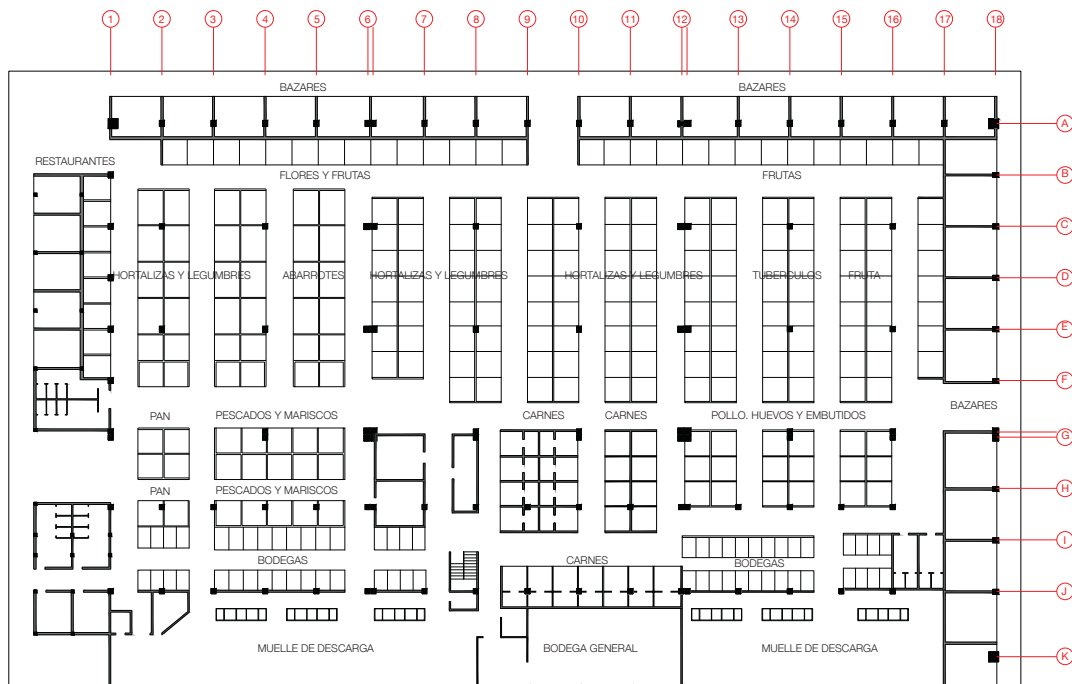 1 2 3 4 5 6 7 8 9 10 11 12 13 14 15 16 17 18
BAZARES BAZARES
A
RESTAURANTES
FLORES Y FRUTAS FRUTAS
B
C
HORTALIZAS Y LEGUMBRES ABARROTES HORTALIZAS Y LEGUMBRES HORTALIZAS Y LEGUMBRES TUBERCULOS FRUTA
D
E
F
BAZARES
PAN PESCADOS Y MARISCOS CARNES CARNES POLLO. HUEVOS Y EMBUTIDOS
G
PAN PESCADOS Y MARISCOS
H
I
BODEGAS CARNES BODEGAS
J
MUELLE DE DESCARGA BODEGA GENERAL MUELLE DE DESCARGA
K